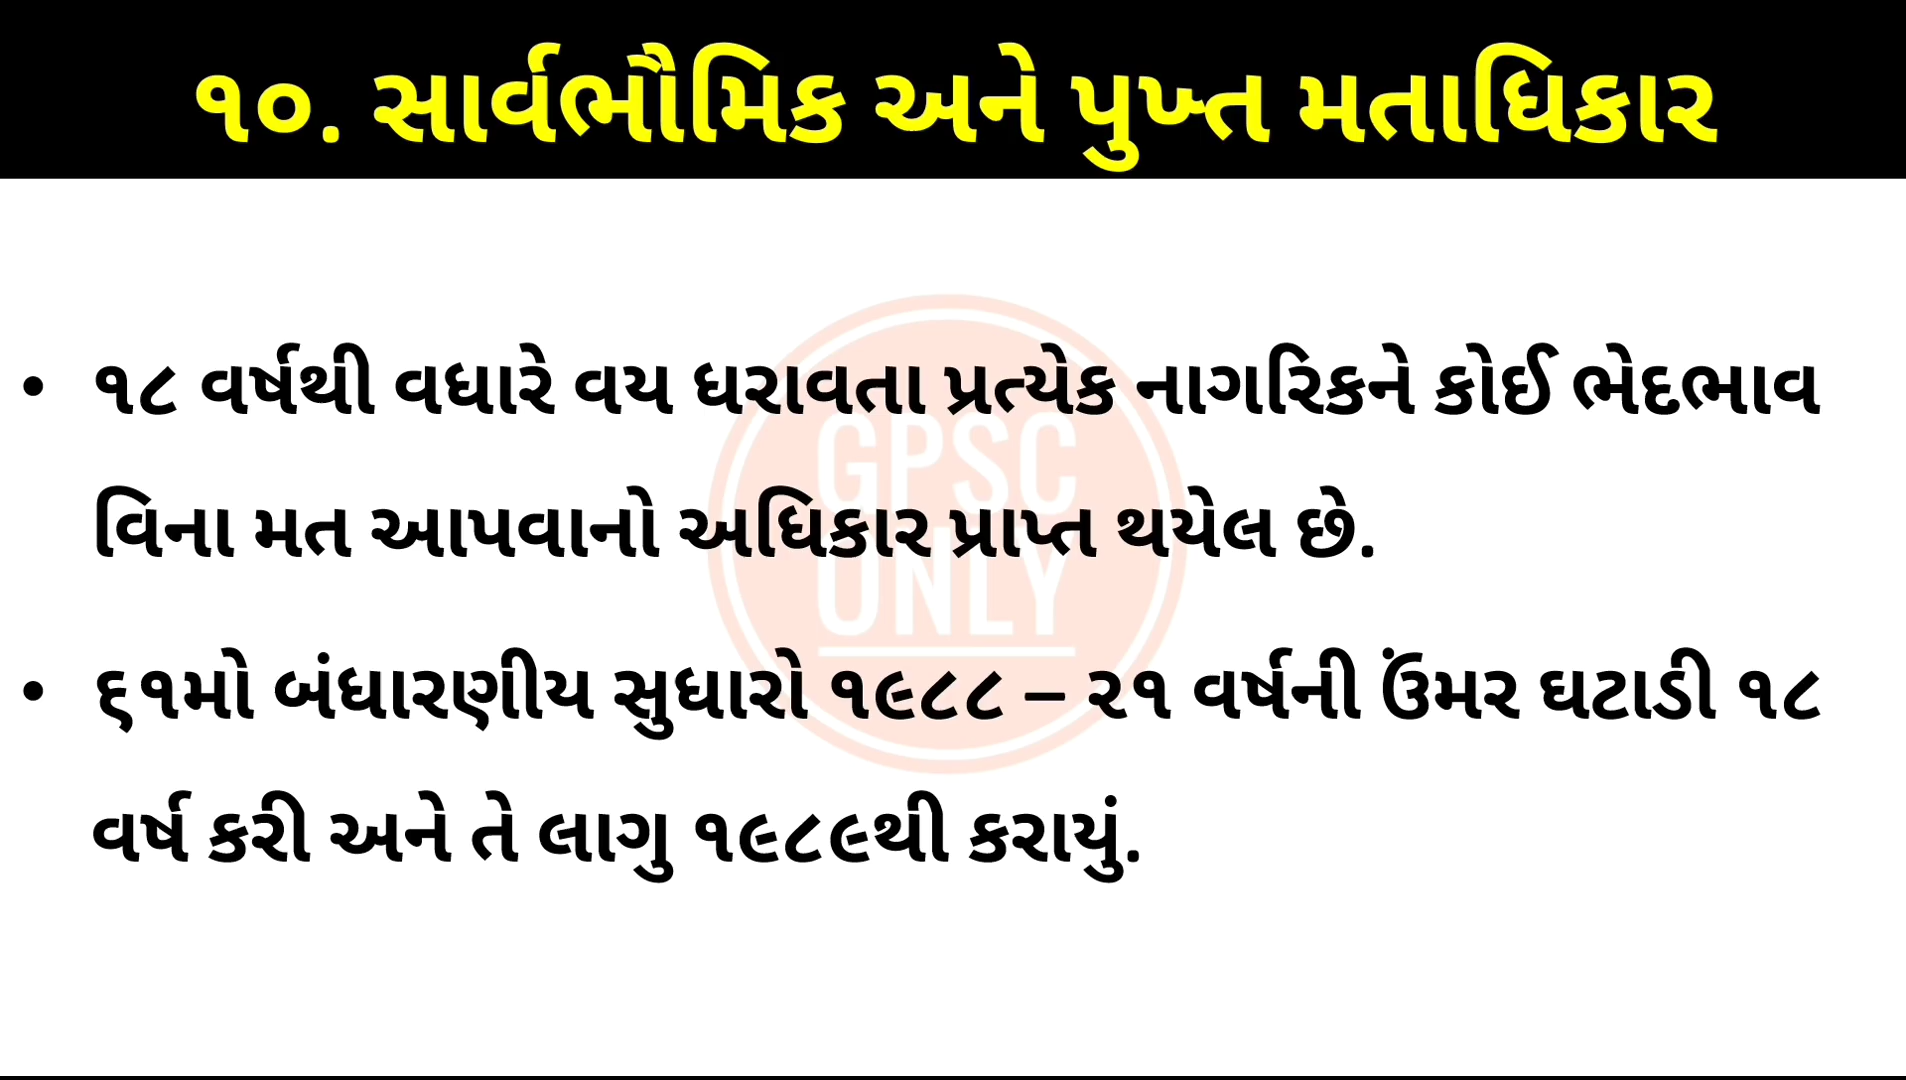 ૧૦. સાર્વભૌમિક અને પુખ્ત મતાધિકાર
• ૧૮ વર્ષથી વધારે વય ધરાવતા પ્રત્યેક નાગરિકને કોઈ ભેદભાવ
વિના મત આપવાનો અધિકાર પ્રાપ્ત થયેલ છે.
GPSC
ONLY
• ૬૧મો બંધારણીય સુધારો ૧૯૮૮ – ૨૧ વર્ષની ઉંમર ઘટાડી ૧૮
વર્ષ કરી અને તે લાગુ ૧૯૮૯થી કરાયું.